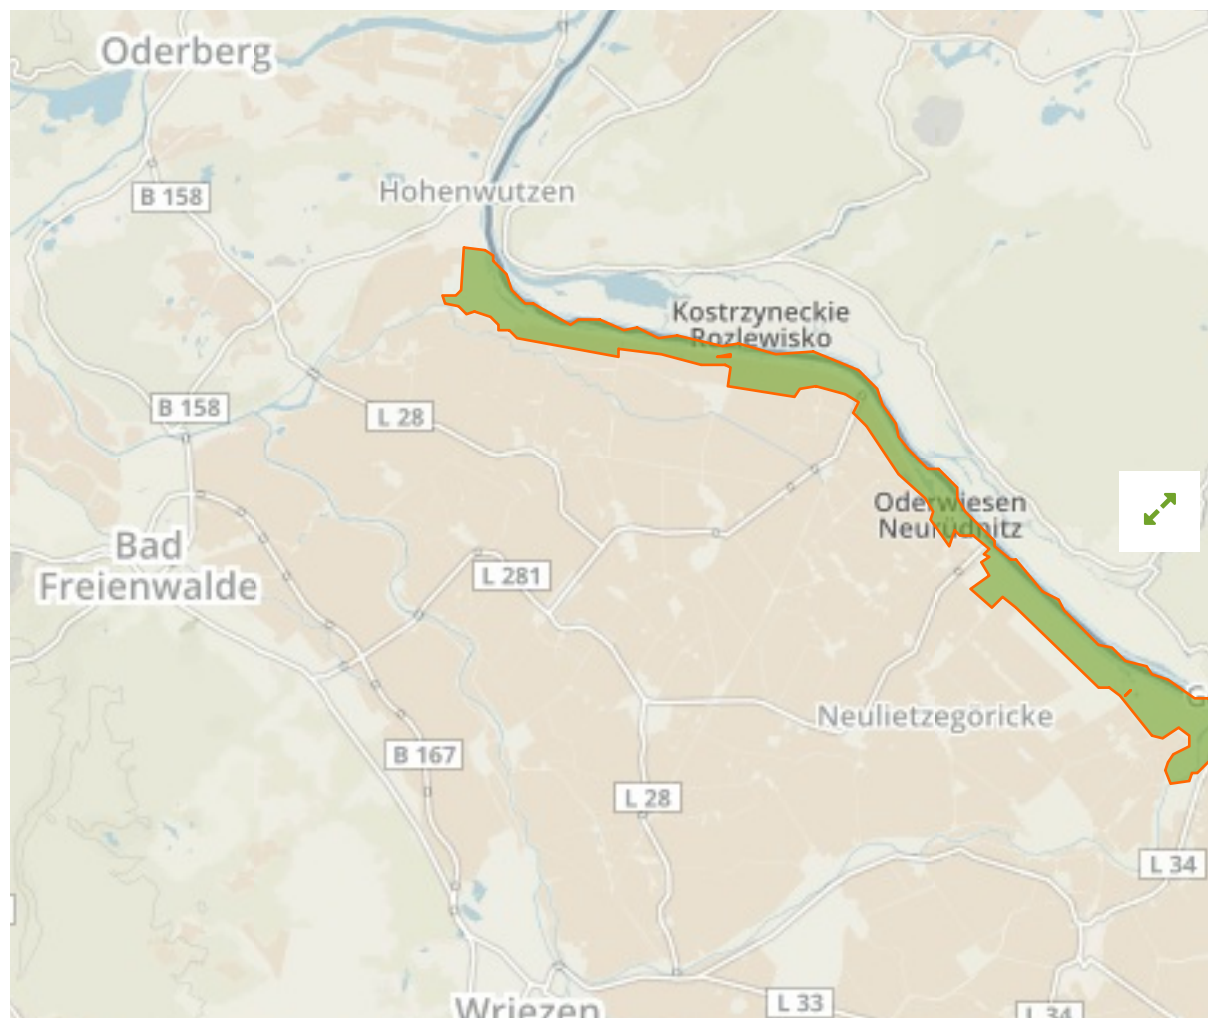 Oderberg
B 158
Hohenwutzen
Kostrzyneckie
Rozlewisko
B 158
L 28
Oderwiesen
Neurüdnitz
Bad
Freienwalde
L 281
G
Neulietzegöricke
B 167
L 28
L 34
Wriezen
L 33
L 34